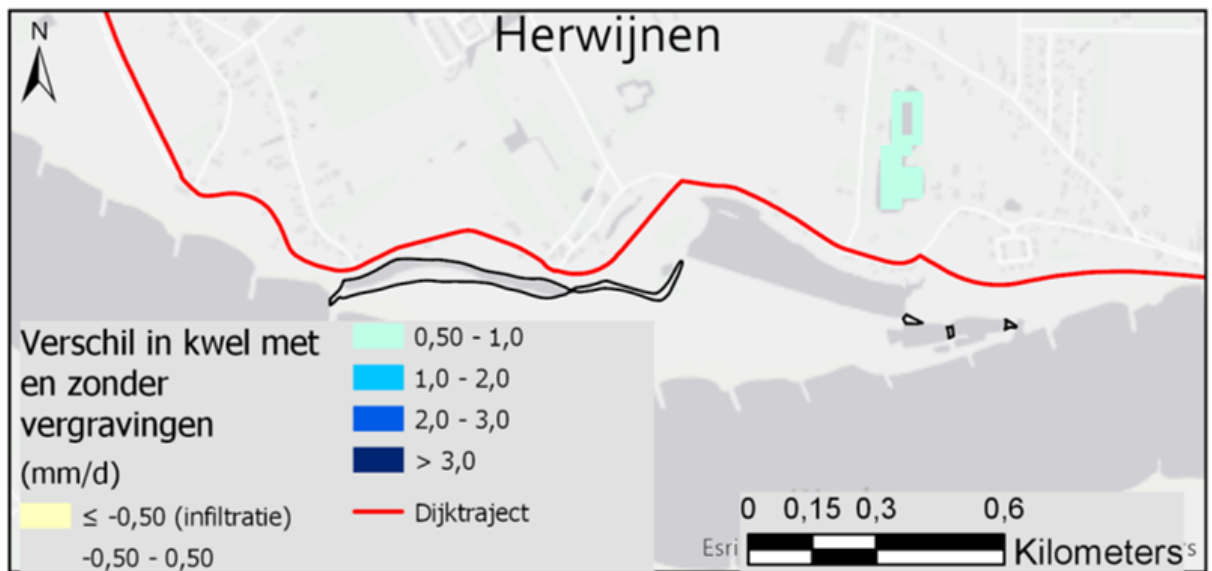 Herwijnen
N
Verschil in kwel met
en zonder
vergravingen
(mm/d)
≤ -0,50 (infiltratie)
-0,50 - 0,50
0,50 - 1,0
1,0 - 2,0
2,0 - 3,0
> 3,0
Dijktraject
0 0,15 0,3 0,6
Kilometers
Esri